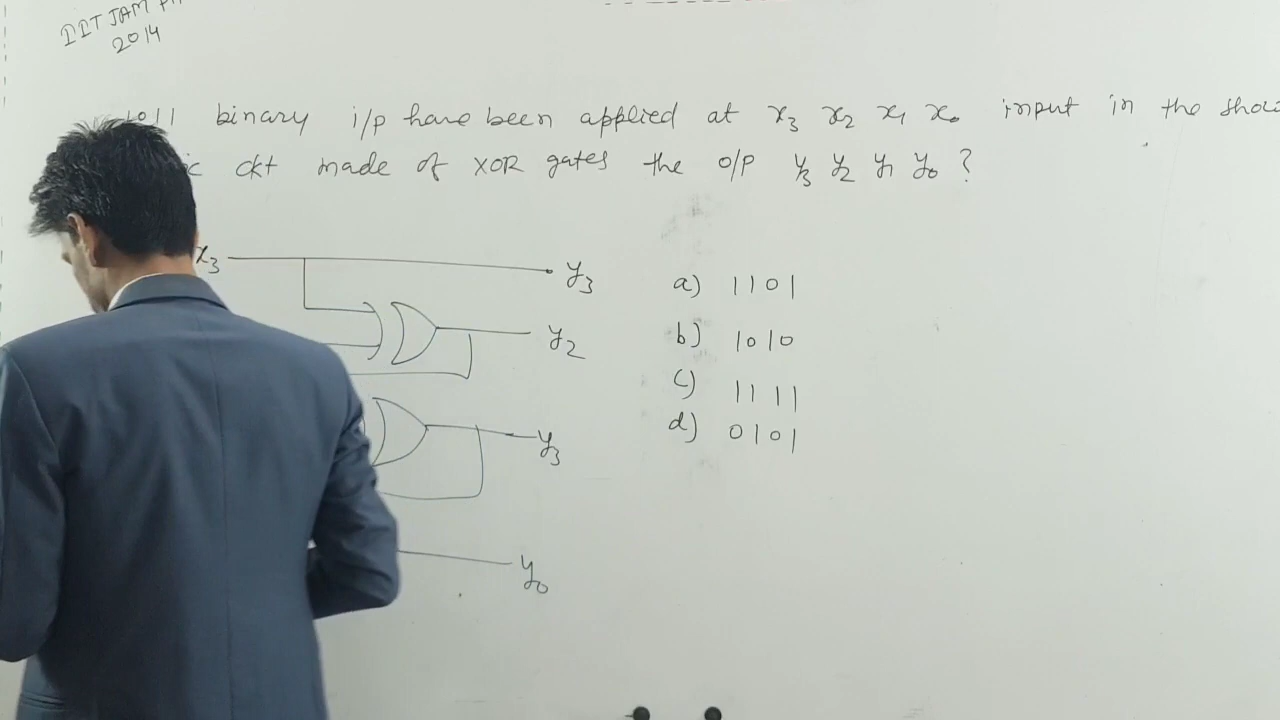 IIT JAM
2014
1011 binary i/p have been applied at x₃ x₂ x₁ x₀ input in the
ckt made of XOR gates the o/p y₃ y₂ y₁ y₀ ?
x₃
y₃
a) 1101
y₂
b) 1010
c) 1111
y₃
d) 0101
y₀